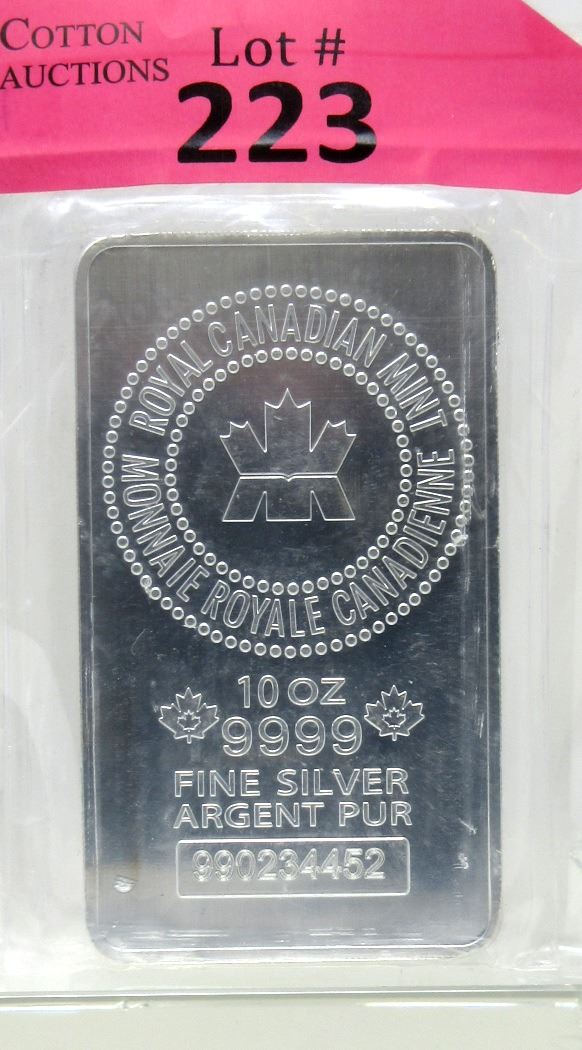 COTTON
AUCTIONS
Lot #
223
ROYAL CANADIAN MINT
MONNAIE ROYALE CANADIENNE
10 OZ
9999
FINE SILVER
ARGENT PUR
990234452